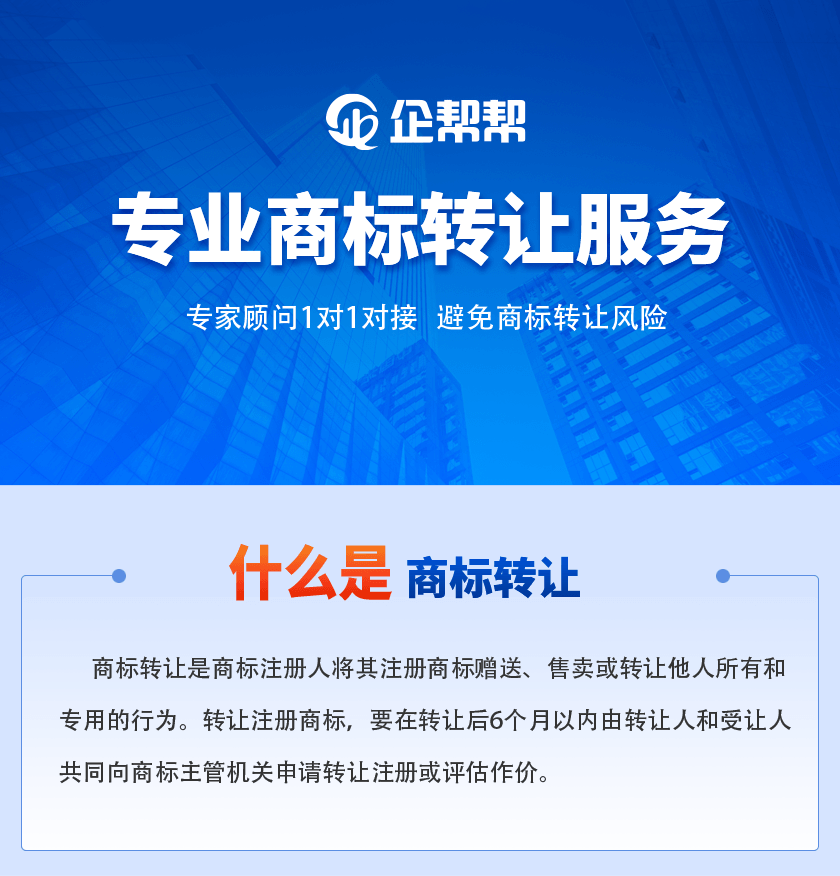 企帮帮
专业商标转让服务
专家顾问1对1对接 避免商标转让风险
什么是 商标转让
商标转让是商标注册人将其注册商标赠送、售卖或转让他人所有和
专用的行为。转让注册商标，要在转让后6个月以内由转让人和受让人
共同向商标主管机关申请转让注册或评估作价。